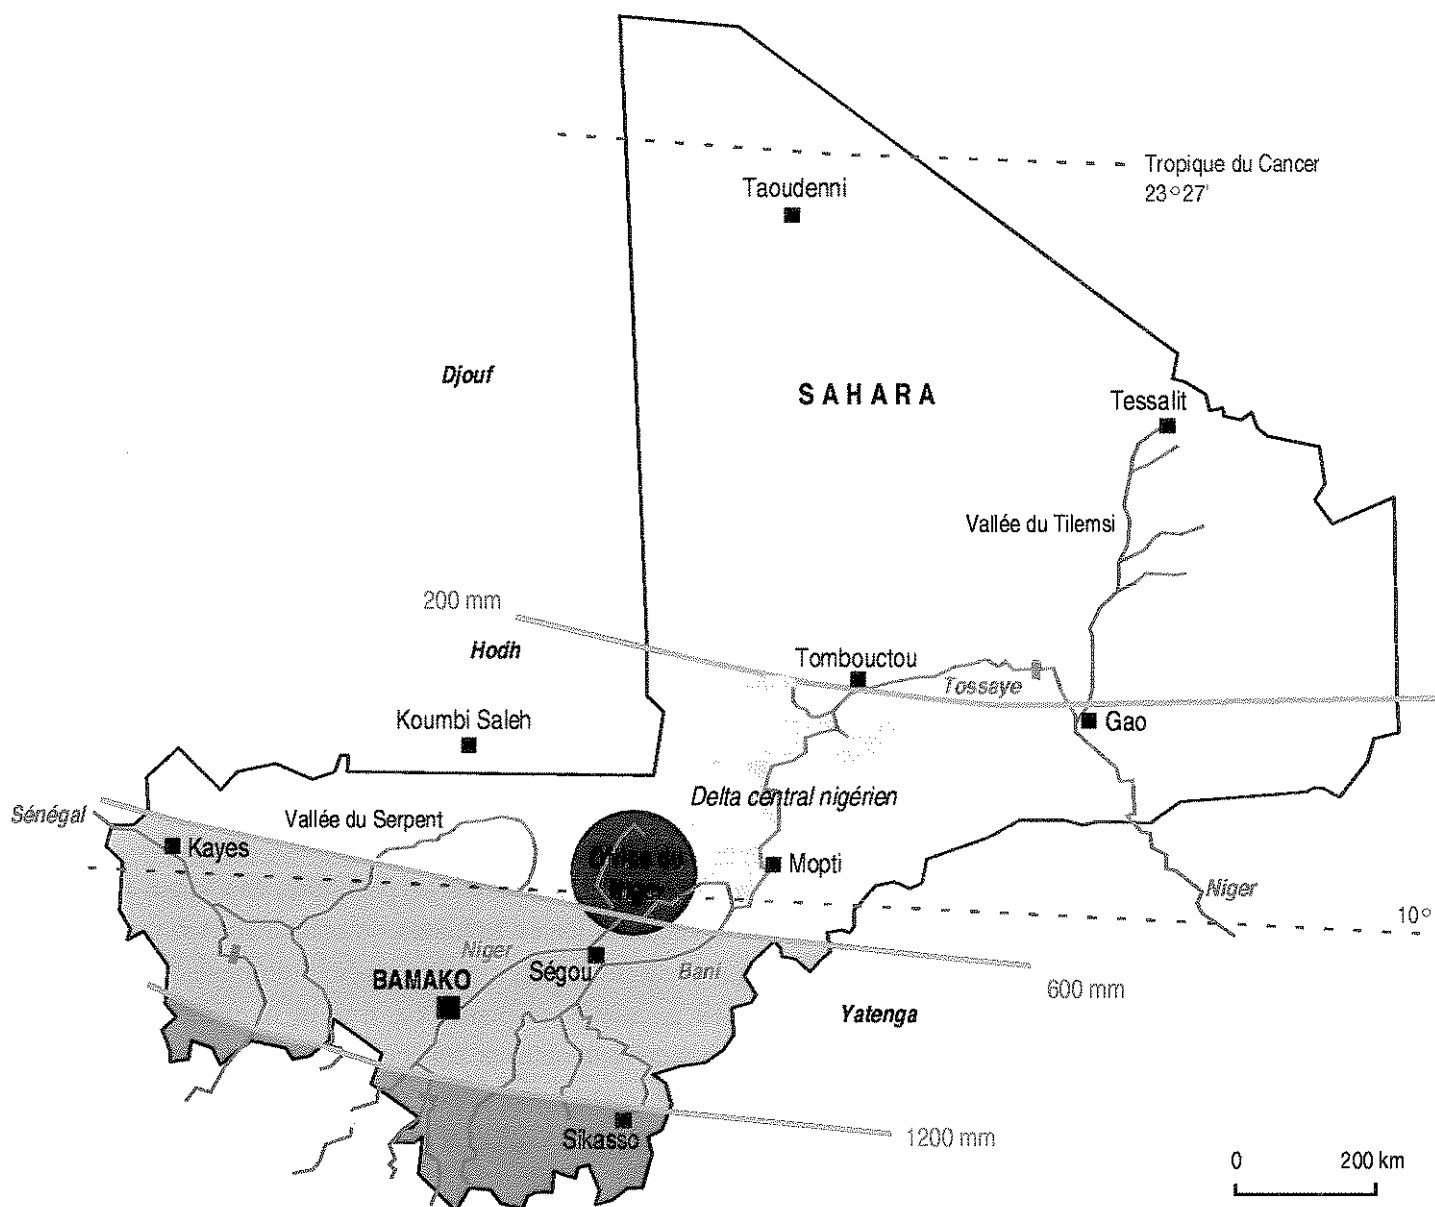 Tropique du Cancer
23°27'
Taoudenni
Djouf
SAHARA
Tessalit
Vallée du Tilemsi
200 mm
Hodh
Tombouctou
Tossaye
Koumbi Saleh
Gao
Delta central nigérien
Sénégal
Vallée du Serpent
Kayes
Mopti
Niger
10°
Niger
BAMAKO
Ségou
Bani
600 mm
Yatenga
1200 mm
Sikasso
0 200 km